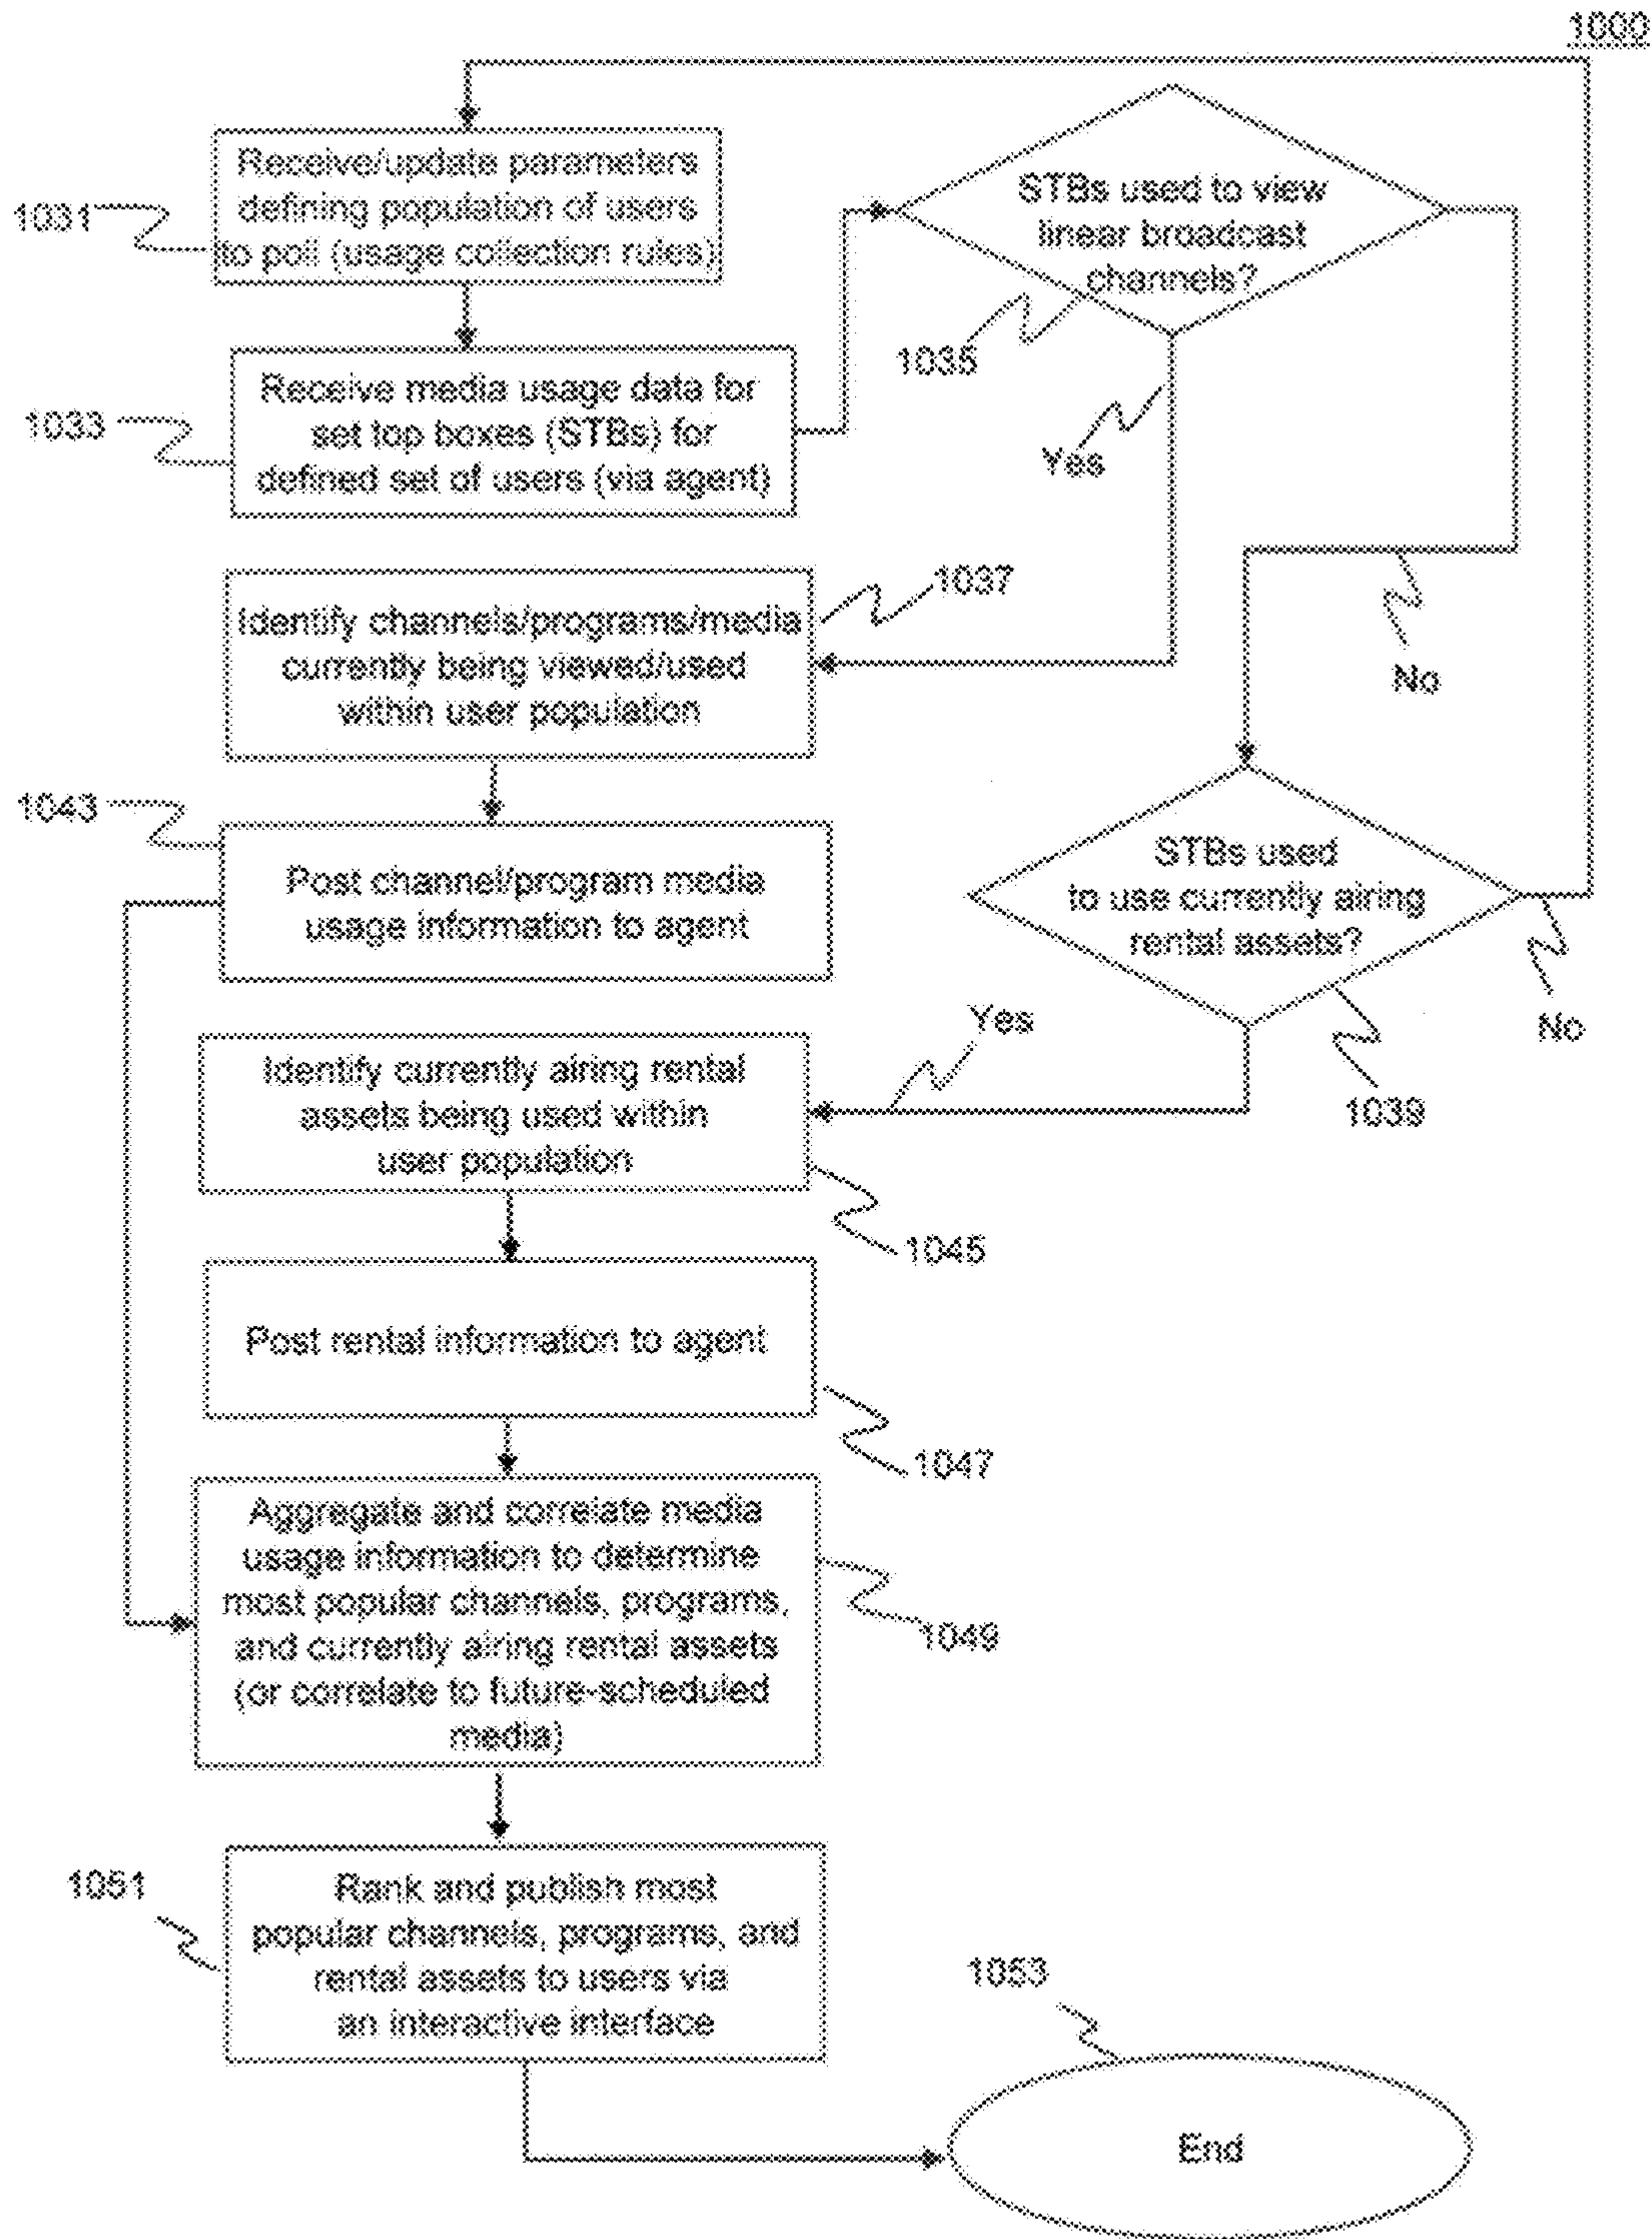 1000
Receive/update parameters
defining population of users
to poll (usage collection rules)
1031
STBs used to view
linear broadcast
channels?
1035
Receive media usage data for
set top boxes (STBs) for
defined set of users (via agent)
1033
Yes
No
Identify channels/programs/media
currently being viewed/used
within user population
1037
Post channel/program media
usage information to agent
1043
STBs used
to use currently airing
rental assets?
No
Yes
1039
Identify currently airing rental
assets being used within
user population
1045
Post rental information to agent
1047
Aggregate and correlate media
usage information to determine
most popular channels, programs,
and currently airing rental assets
(or correlate to future-scheduled
media)
1049
Rank and publish most
popular channels, programs, and
rental assets to users via
an interactive interface
1051
1053
End